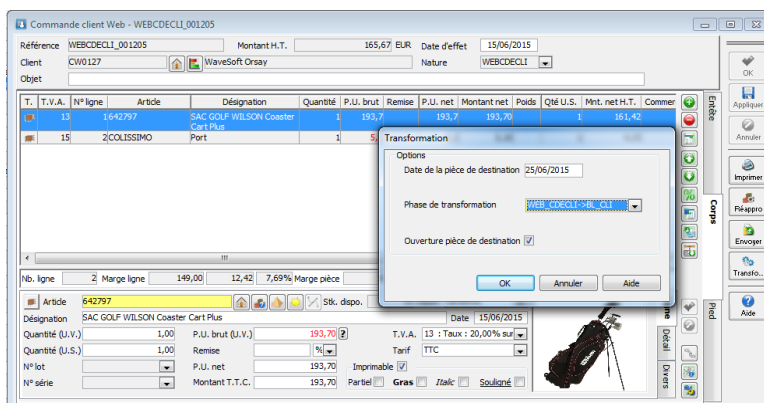 Commande client Web - WEBCDECLI_001205
Référence WEBCDECLI_001205 Montant H.T. 165,67 EUR Date d'effet 15/06/2015
Client CW0127 WaveSoft Orsay Nature WEBCDECLI
Objet
T. T.V.A. N° ligne Article Désignation Quantité P.U. brut Remise P.U. net Montant net Poids Qté U.S. Mnt. net H.T. Commer
13 1 642797 SAC GOLF WILSON Coaster Cart Plus 1 193,7 193,7 193,70 1 161,42
15 2 COLISSIMO Port 1 5,
Transformation
Options
Date de la pièce de destination 25/06/2015
Phase de transformation WEB_CDECLI->BL_CLI
Ouverture pièce de destination
OK Annuler Aide
Nb. ligne 2 Marge ligne 149,00 12,42 7,69% Marge pièce
Article 642797 Stk. dispo.
Désignation SAC GOLF WILSON Coaster Cart Plus Date 15/06/2015
Quantité (U.V.) 1,00 P.U. brut (U.V.) 193,70 ? T.V.A. 13 : Taux : 20,00% sur
Quantité (U.S.) 1,00 Remise % Tarif TTC
N° lot P.U. net 193,70 Imprimable
N° série Montant T.T.C. 193,70 Partiel Gras Italic Souligné
Entête
Corps
Pied
Détail
Divers
OK
Appliquer
Annuler
Imprimer
Réappro
Envoyer
Transfo...
Aide